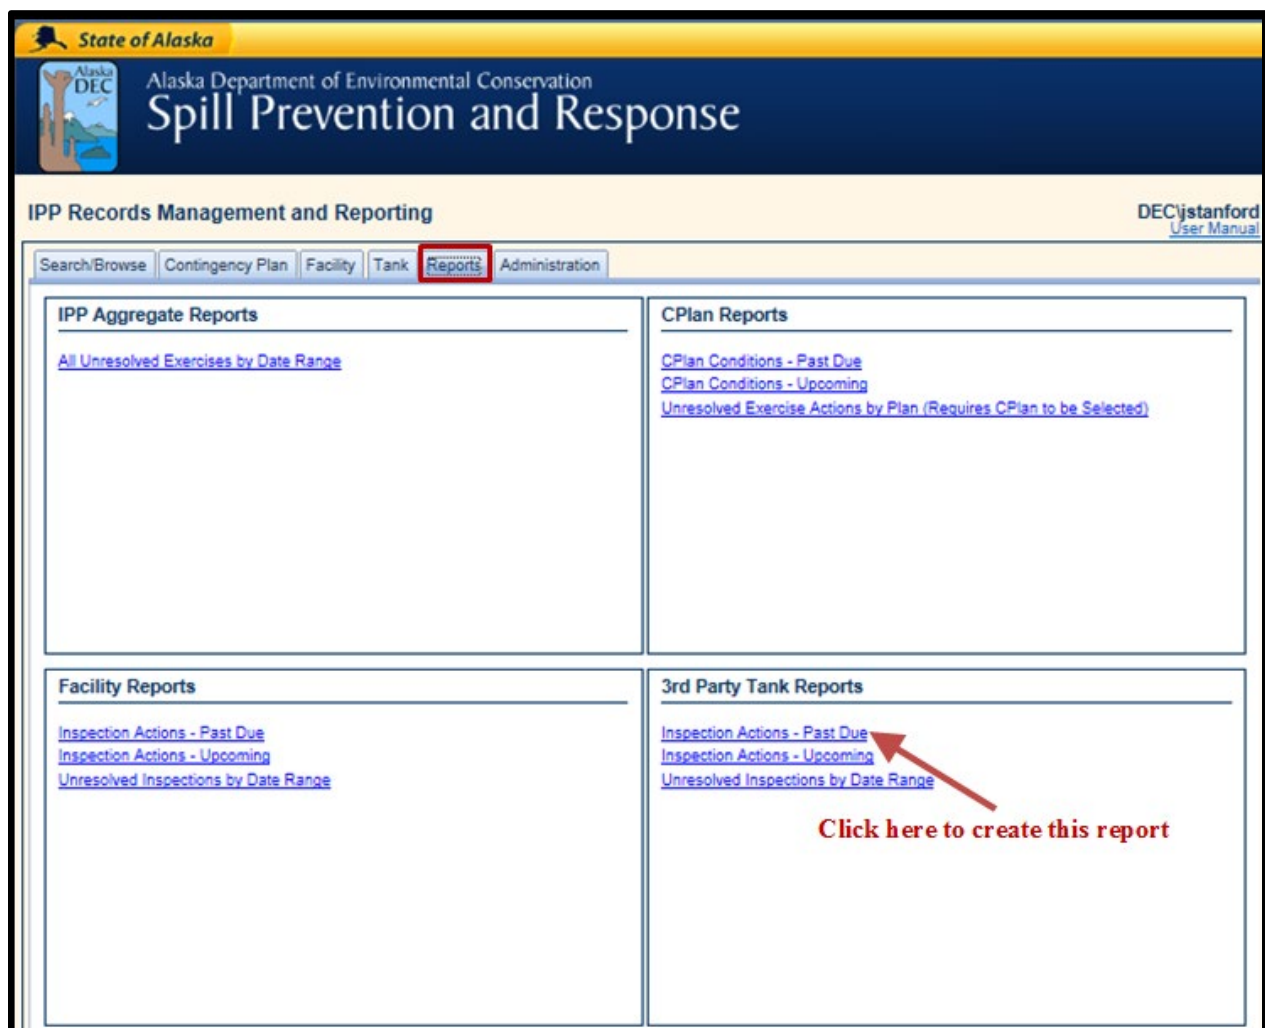 State of Alaska
Alaska
DEC
Alaska Department of Environmental Conservation
Spill Prevention and Response
IPP Records Management and Reporting
DEC\jstanford
User Manual
Search/Browse Contingency Plan Facility Tank Reports Administration
IPP Aggregate Reports
All Unresolved Exercises by Date Range
CPlan Reports
CPlan Conditions - Past Due
CPlan Conditions - Upcoming
Unresolved Exercise Actions by Plan (Requires CPlan to be Selected)
Facility Reports
Inspection Actions - Past Due
Inspection Actions - Upcoming
Unresolved Inspections by Date Range
3rd Party Tank Reports
Inspection Actions - Past Due
Inspection Actions - Upcoming
Unresolved Inspections by Date Range
Click here to create this report